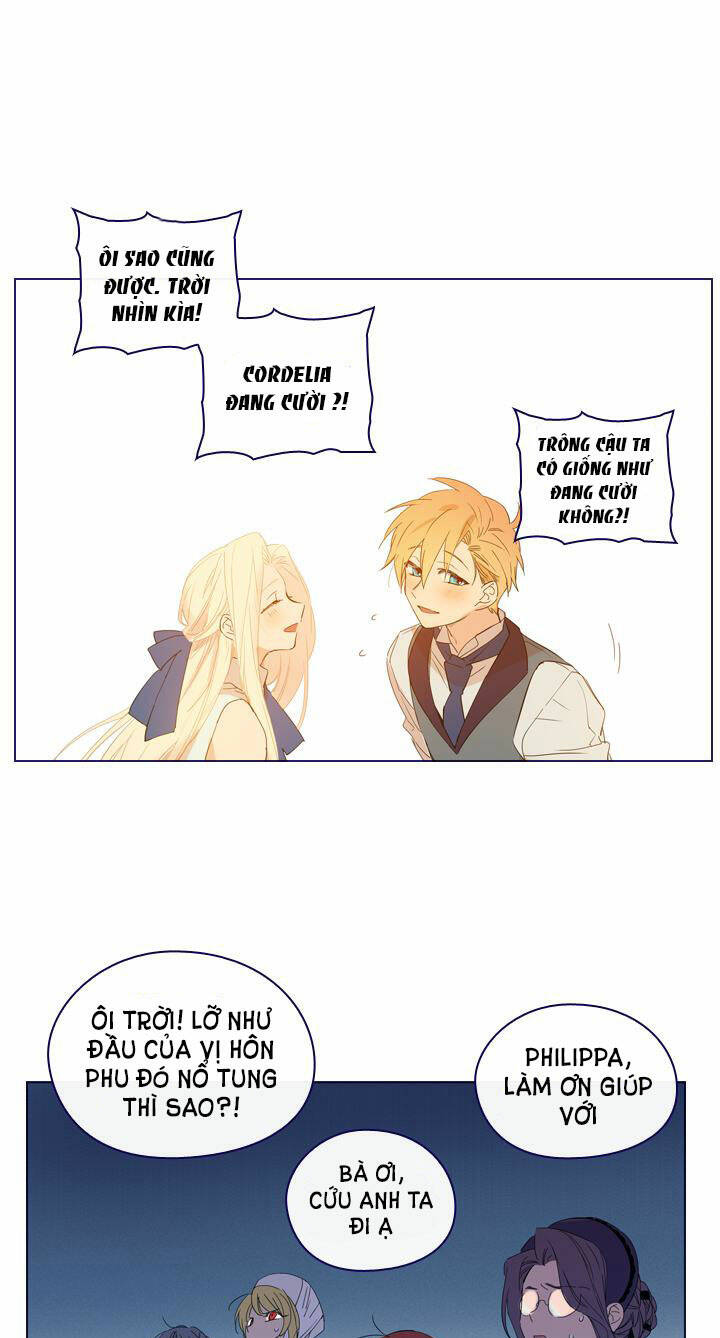 ÔI SAO CŨNG
ĐƯỢC. TRỜI
NHÌN KÌA!
CORDELIA
ĐANG CƯỜI ?!
TRÔNG CẬU TA
CÓ GIỐNG NHƯ
ĐANG CƯỜI
KHÔNG?!
ÔI TRỜI! LỠ NHƯ
ĐẦU CỦA VỊ HÔN
PHU ĐÓ NỔ TUNG
THÌ SAO?!
PHILIPPA,
LÀM ƠN GIÚP
VỚI
BÀ ƠI,
CỨU ANH TA
ĐI Ạ